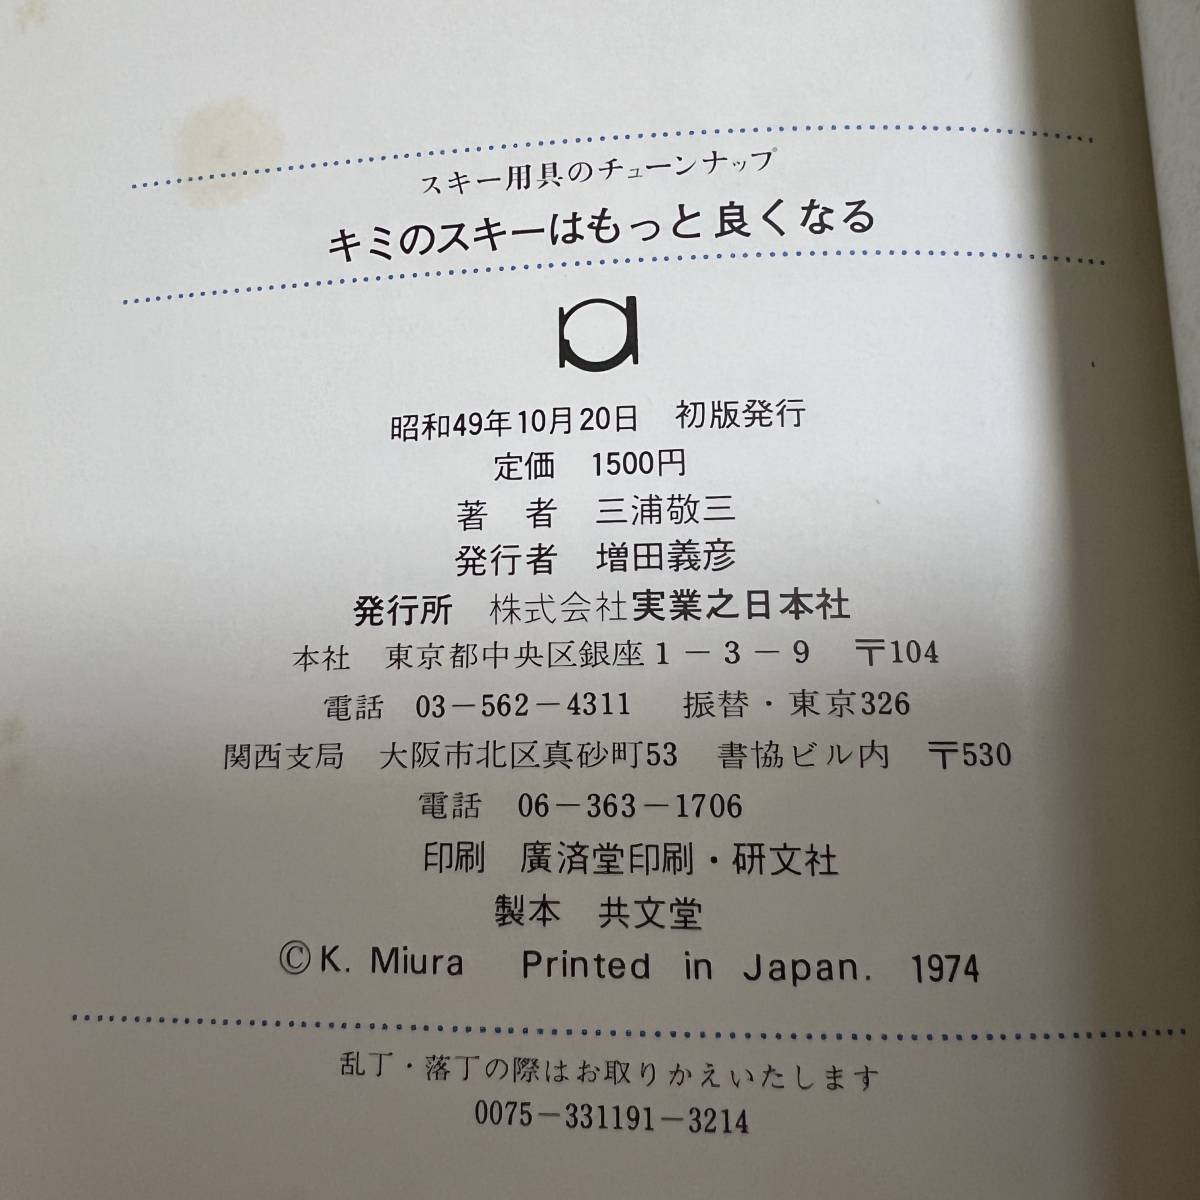 スキー用具のチューンナップ
キミのスキーはもっと良くなる
昭和49年10月20日　初版発行
定価　1500円
著　者　三浦敬三
発行者　増田義彦
発行所　株式会社実業之日本社
本社　東京都中央区銀座1－3－9　〒104
電話　03－562－4311　振替・東京326
関西支局　大阪市北区真砂町53　書協ビル内　〒530
電話　06－363－1706
印刷　廣済堂印刷・研文社
製本　共文堂
©K. Miura　Printed in Japan. 1974
乱丁・落丁の際はお取りかえいたします
0075－331191－3214